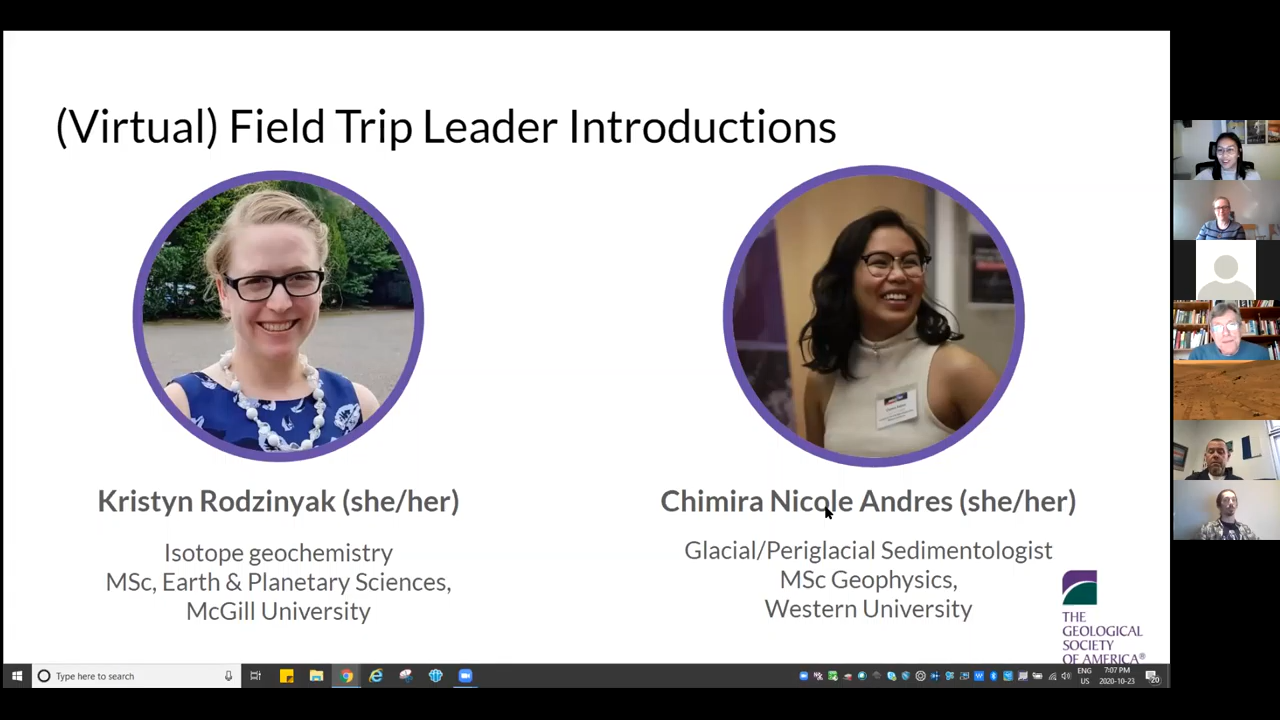 (Virtual) Field Trip Leader Introductions
Kristyn Rodzinyak (she/her)
Isotope geochemistry
MSc, Earth & Planetary Sciences,
McGill University
Chimira Nicole Andres (she/her)
Glacial/Periglacial Sedimentologist
MSc Geophysics,
Western University
THE
GEOLOGICAL
SOCIETY
OF AMERICA®
Type here to search
ENG
US
7:07 PM
2020-10-23
20